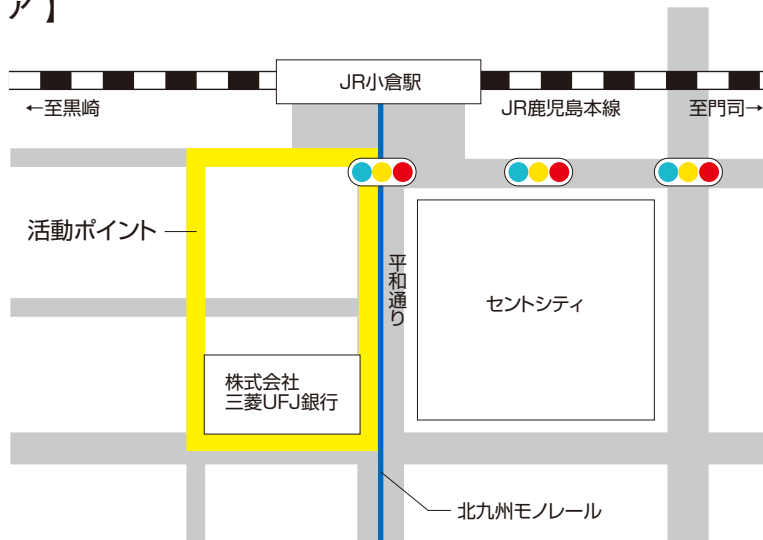 ア】
JR小倉駅
←至黒崎
JR鹿児島本線
至門司→
活動ポイント
平和通り
セントシティ
株式会社
三菱UFJ銀行
北九州モノレール